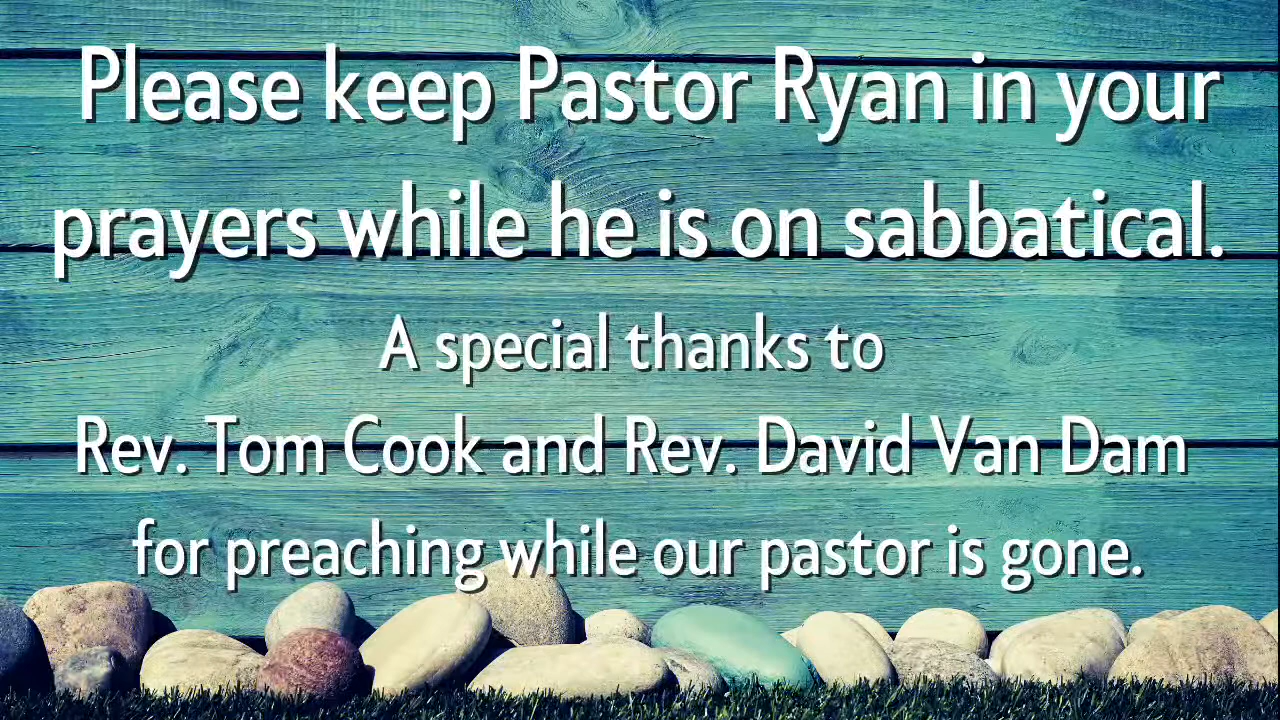 Please keep Pastor Ryan in your
prayers while he is on sabbatical.
A special thanks to
Rev. Tom Cook and Rev. David Van Dam
for preaching while our pastor is gone.